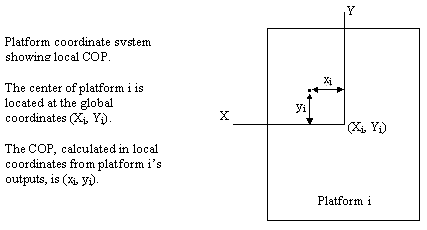 Platform coordinate system
showing local COP.
The center of platform i is
located at the global
coordinates (Xi, Yi).
The COP, calculated in local
coordinates from platform i's
outputs, is (xi, yi).
Y
xi
yi
X
(Xi, Yi)
Platform i